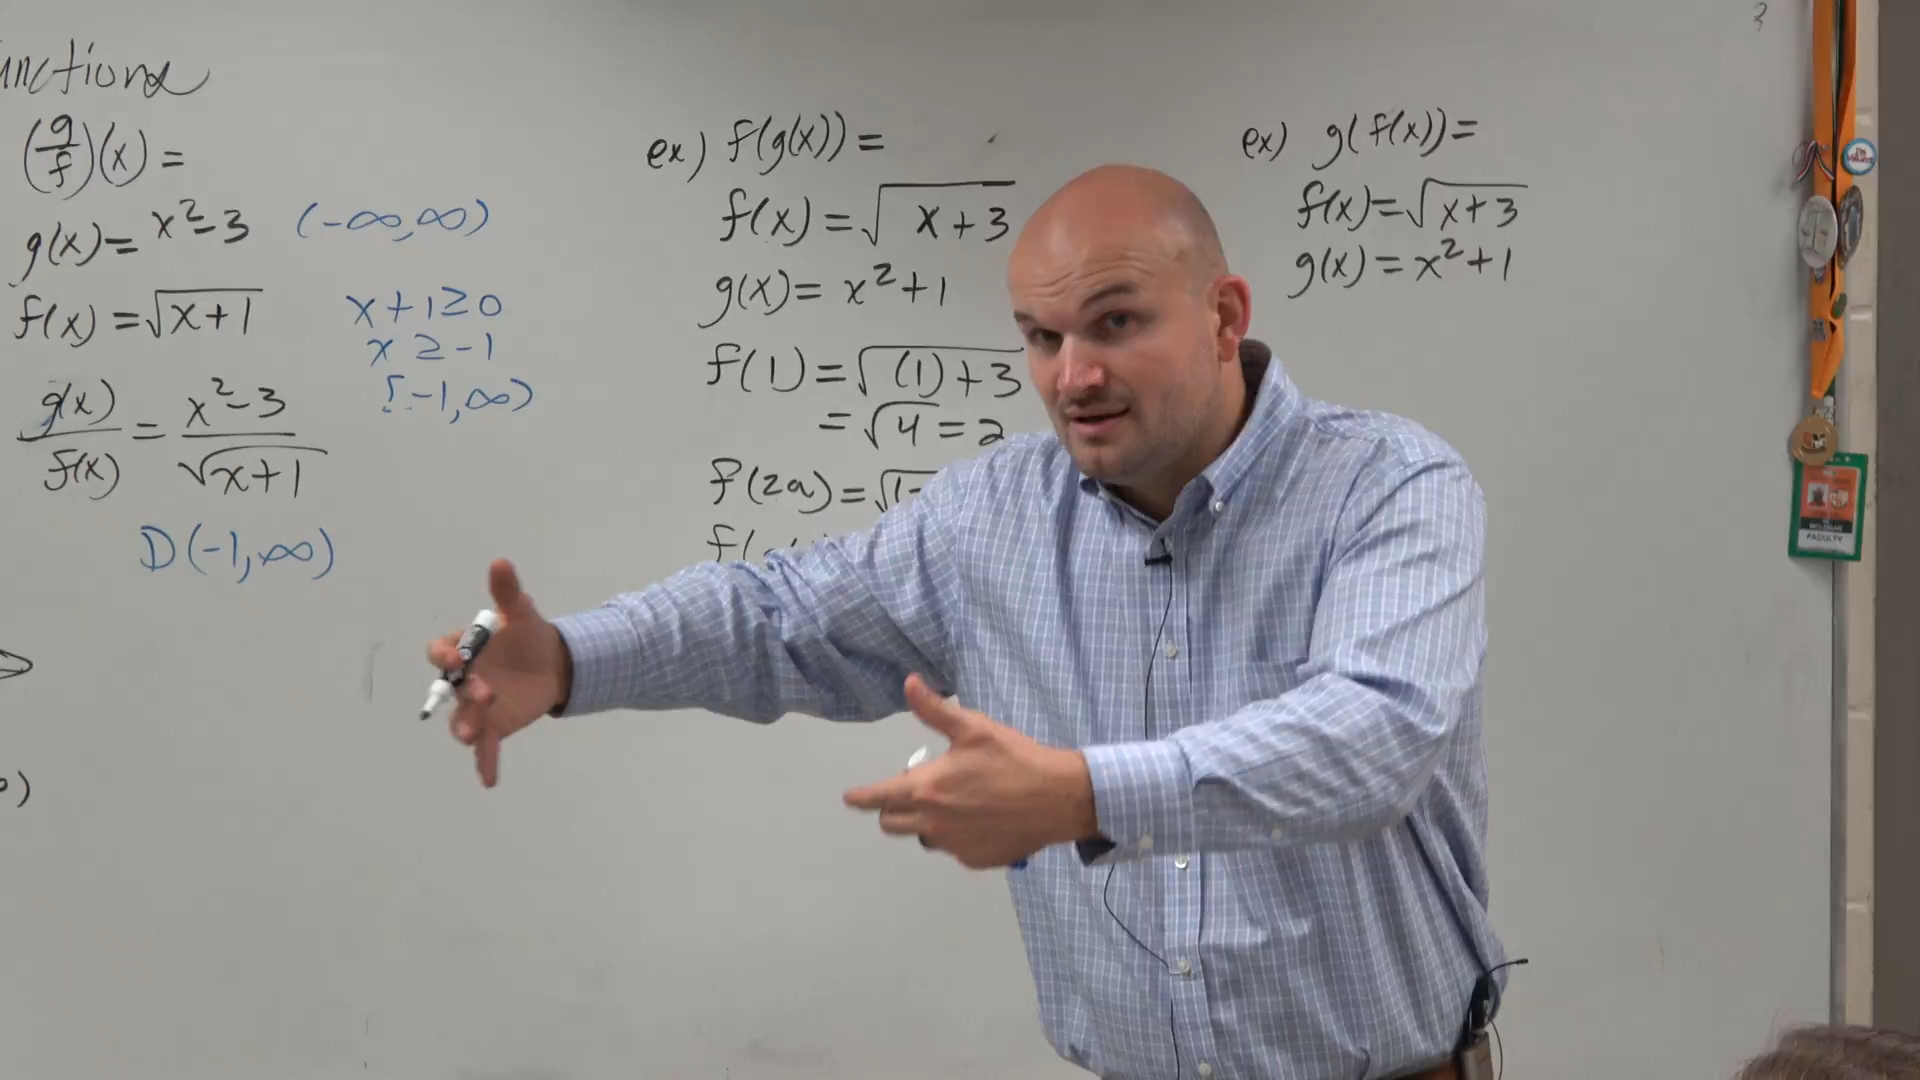 (g/f)(x) =
g(x) = x²-3 (-∞,∞)
f(x) = √(x+1) x+1≥0
x ≥ -1
[-1,∞)
g(x)/f(x) = (x²-3)/√(x+1)
D(-1,∞)
ex) f(g(x)) =
f(x) = √(x+3)
g(x) = x²+1
f(1) = √((1)+3)
= √4 = 2
f(2a) =
ex) g(f(x)) =
f(x) = √(x+3)
g(x) = x²+1
FACULTY